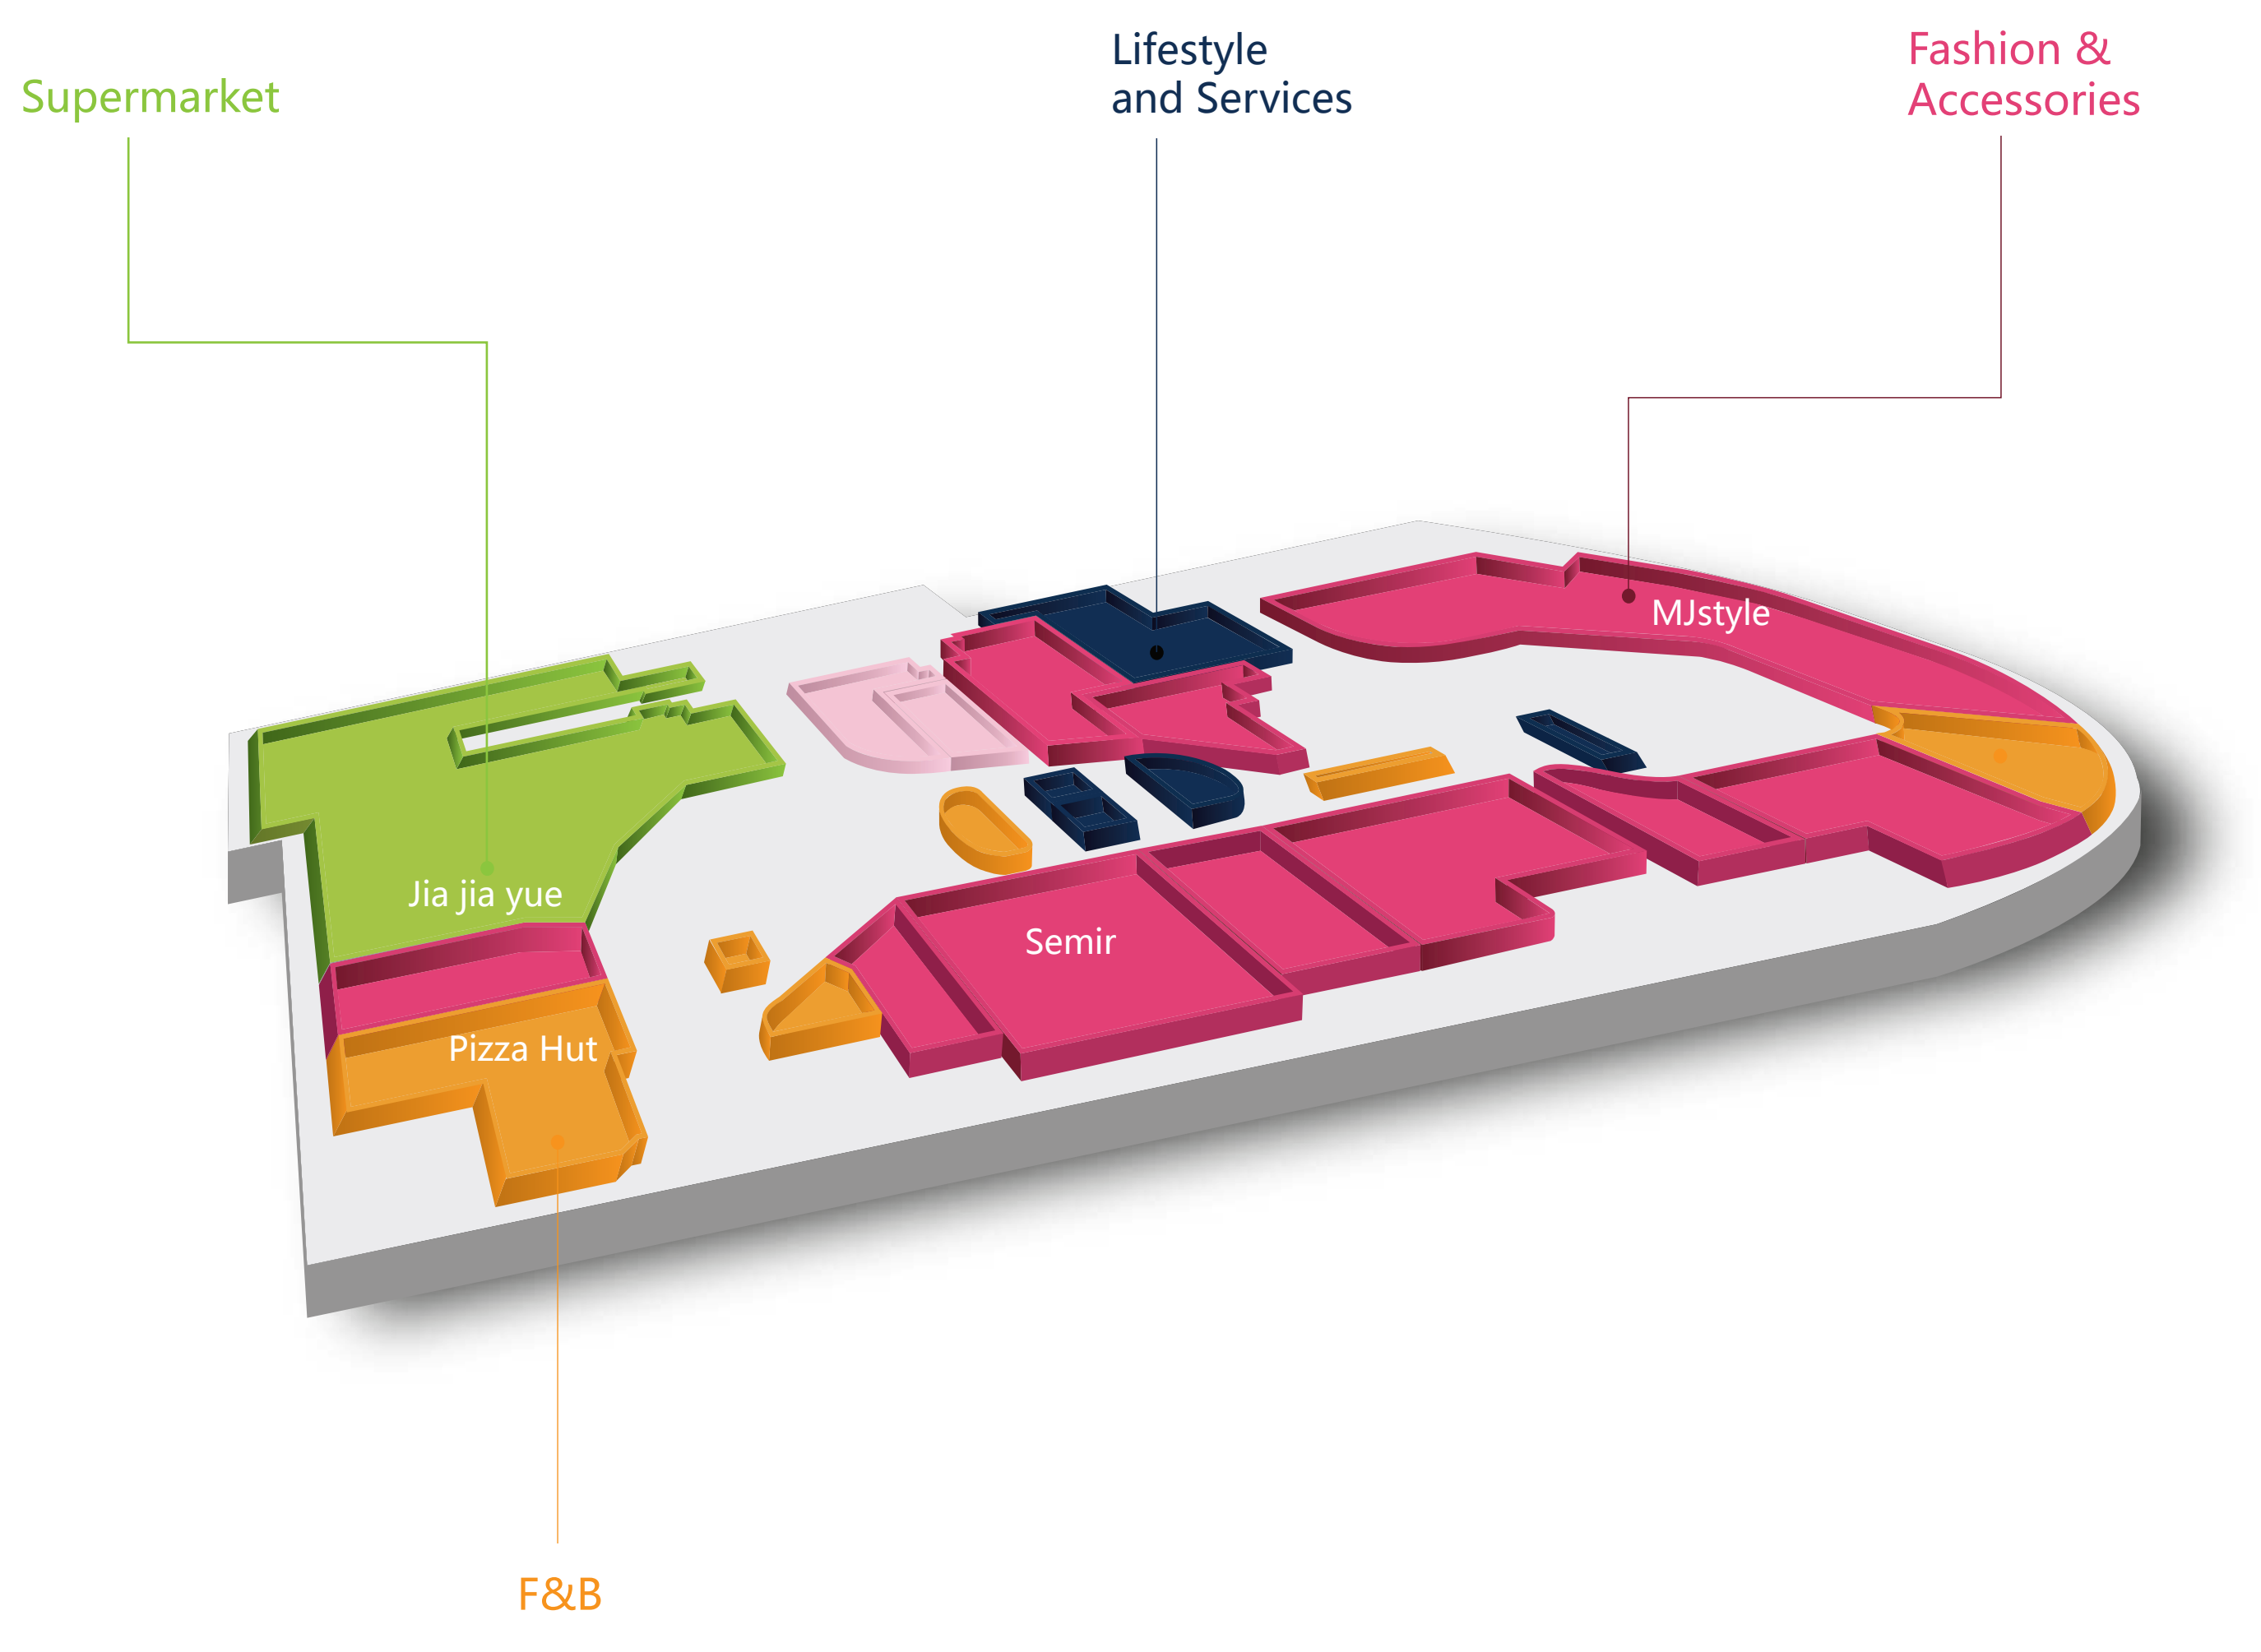 Supermarket
Lifestyle
and Services
Fashion &
Accessories
MJstyle
Jia jia yue
Semir
Pizza Hut
F&B